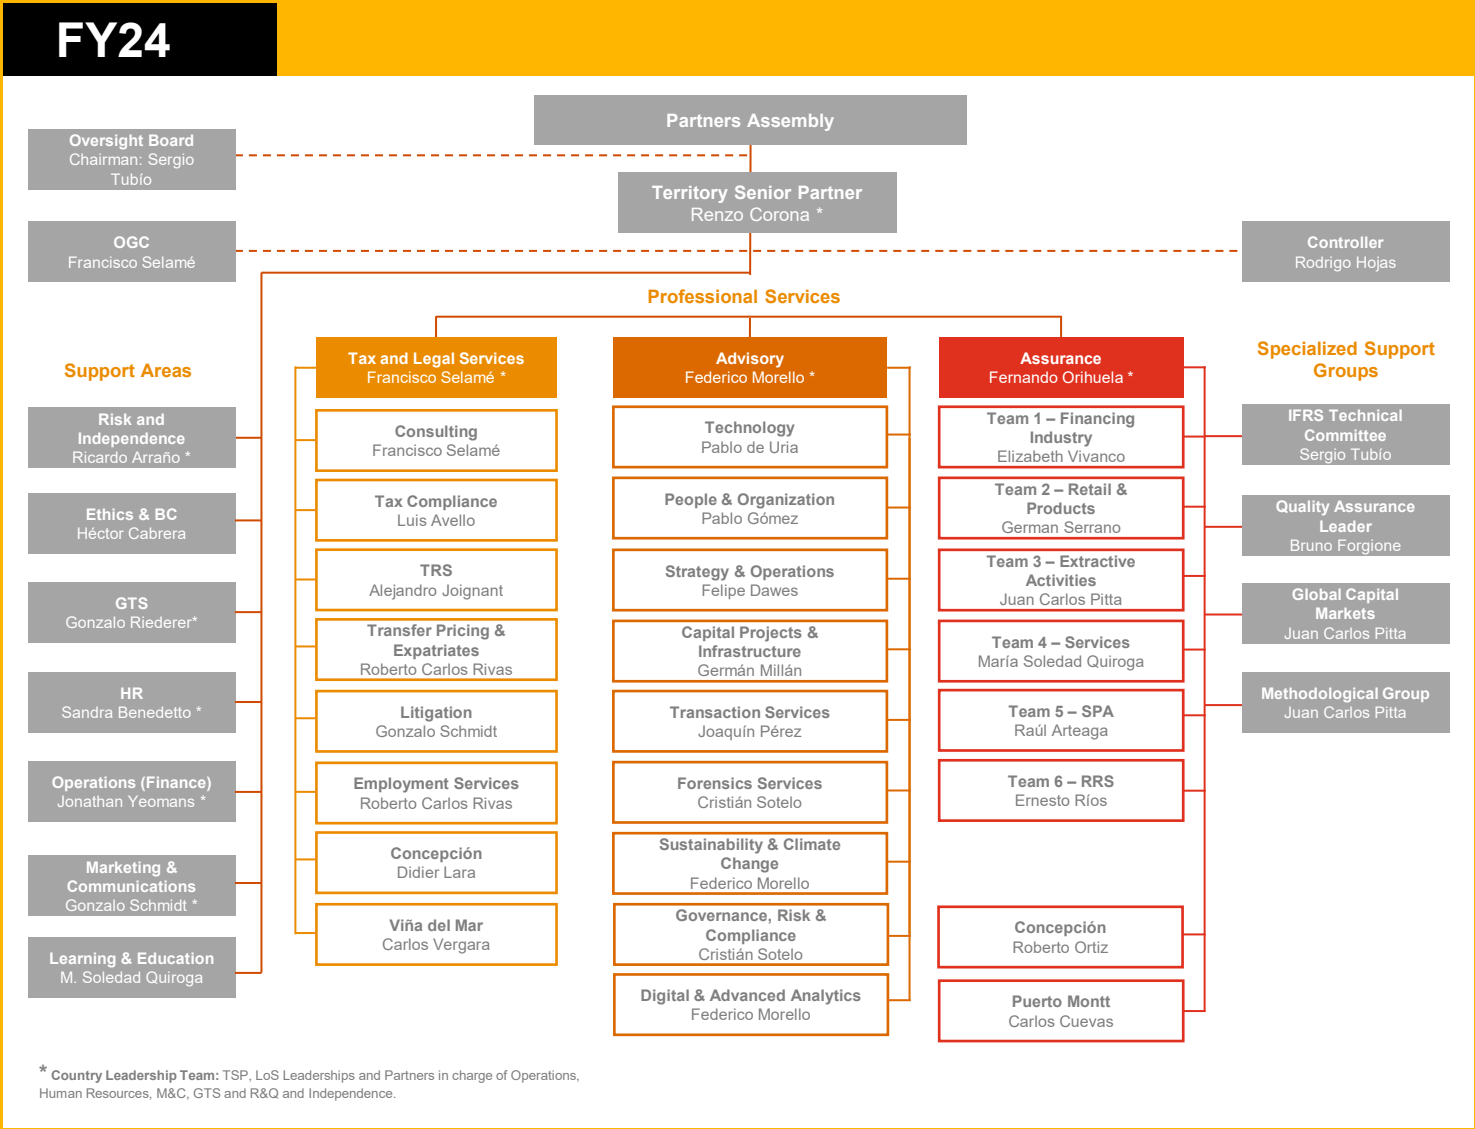 FY24
Partners Assembly
Oversight Board
Chairman: Sergio
Tubío
Territory Senior Partner
Renzo Corona *
OGC
Francisco Selamé
Controller
Rodrigo Hojas
Professional Services
Support Areas
Risk and
Independence
Ricardo Arraño *
Ethics & BC
Héctor Cabrera
GTS
Gonzalo Riederer*
HR
Sandra Benedetto *
Operations (Finance)
Jonathan Yeomans *
Marketing &
Communications
Gonzalo Schmidt *
Learning & Education
M. Soledad Quiroga
Tax and Legal Services
Francisco Selamé *
Consulting
Francisco Selamé
Tax Compliance
Luis Avello
TRS
Alejandro Joignant
Transfer Pricing &
Expatriates
Roberto Carlos Rivas
Litigation
Gonzalo Schmidt
Employment Services
Roberto Carlos Rivas
Concepción
Didier Lara
Viña del Mar
Carlos Vergara
Advisory
Federico Morello *
Technology
Pablo de Uria
People & Organization
Pablo Gómez
Strategy & Operations
Felipe Dawes
Capital Projects &
Infrastructure
Germán Millán
Transaction Services
Joaquín Pérez
Forensics Services
Cristián Sotelo
Sustainability & Climate
Change
Federico Morello
Governance, Risk &
Compliance
Cristián Sotelo
Digital & Advanced Analytics
Federico Morello
Assurance
Fernando Orihuela *
Team 1 – Financing
Industry
Elizabeth Vivanco
Team 2 – Retail &
Products
German Serrano
Team 3 – Extractive
Activities
Juan Carlos Pitta
Team 4 – Services
María Soledad Quiroga
Team 5 – SPA
Raúl Arteaga
Team 6 – RRS
Ernesto Ríos
Concepción
Roberto Ortiz
Puerto Montt
Carlos Cuevas
Specialized Support
Groups
IFRS Technical
Committee
Sergio Tubío
Quality Assurance
Leader
Bruno Forgione
Global Capital
Markets
Juan Carlos Pitta
Methodological Group
Juan Carlos Pitta
* Country Leadership Team: TSP, LoS Leaderships and Partners in charge of Operations,
Human Resources, M&C, GTS and R&Q and Independence.